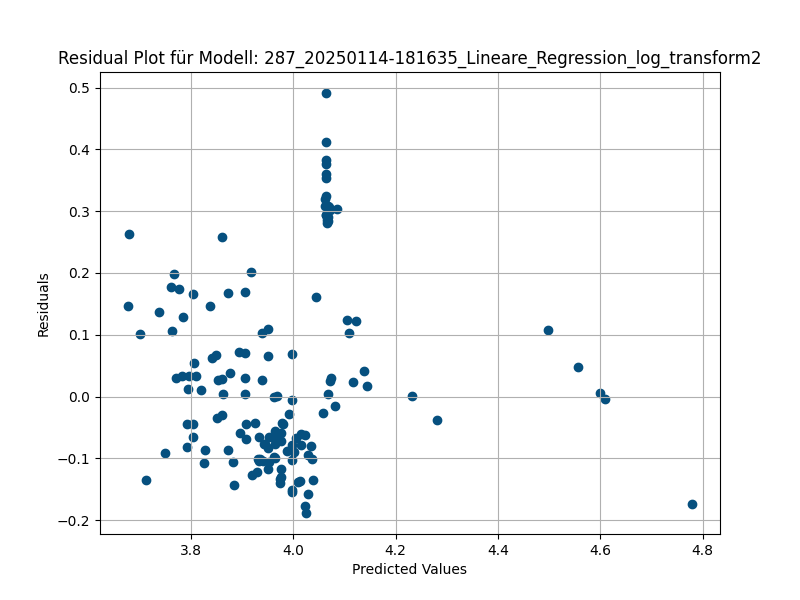 Residual Plot für Modell: 287_20250114-181635_Lineare_Regression_log_transform2
0.5
0.4
0.3
0.2
0.1
0.0
−0.1
−0.2
Residuals
3.8 4.0 4.2 4.4 4.6 4.8
Predicted Values